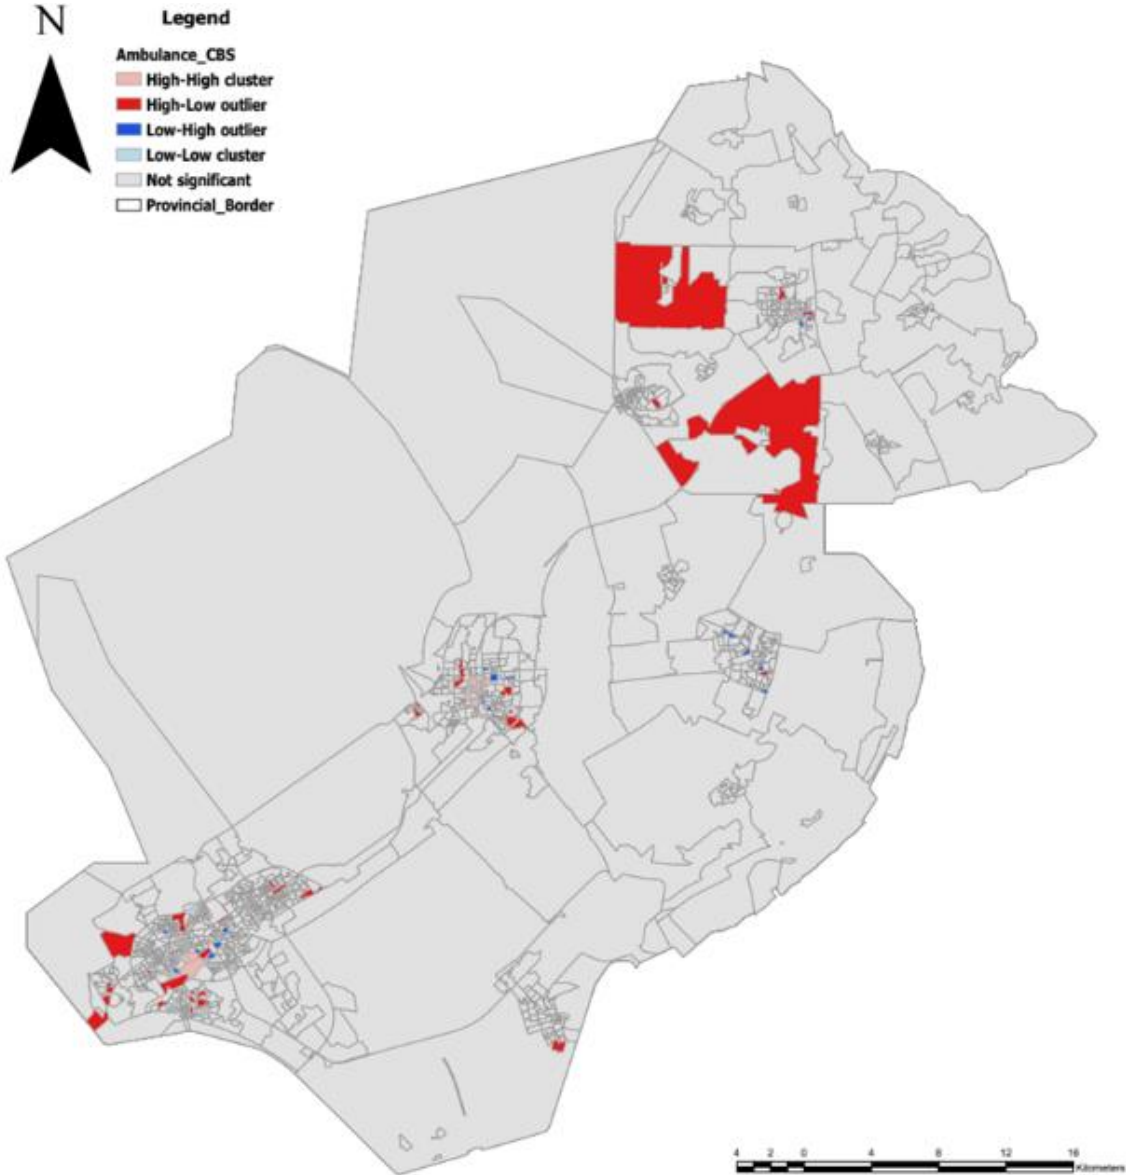 N
Legend
Ambulance_CBS
High-High cluster
High-Low outlier
Low-High outlier
Low-Low cluster
Not significant
Provincial_Border
4 2 0 4 8 12 16
Kilometers